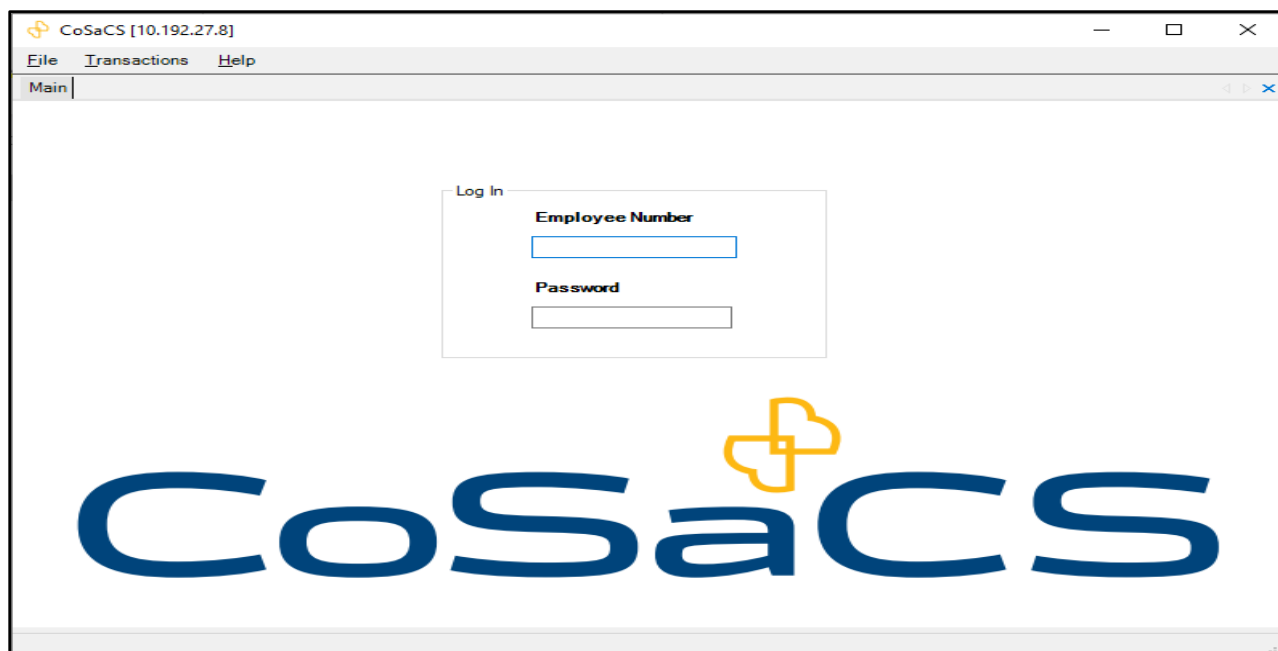 CoSaCS [10.192.27.8]
File Transactions Help
Main
Log In
Employee Number
Password
CoSaCS